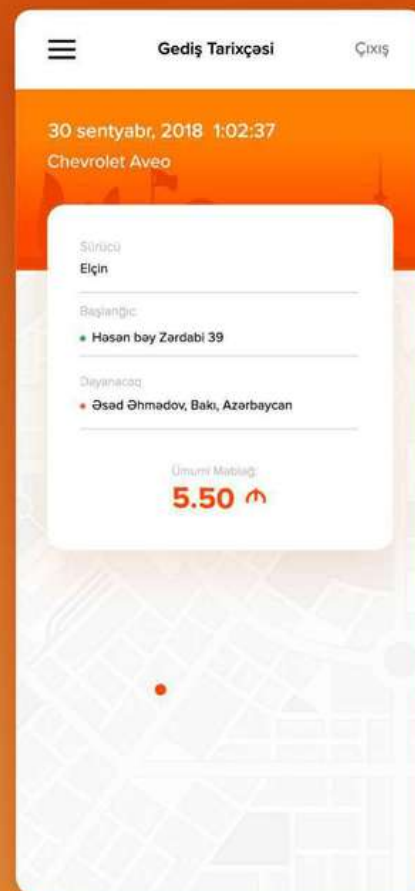 Gediş Tarixçəsi
Çıxış
30 sentyabr, 2018 1:02:37
Chevrolet Aveo
Sürücü
Elçin
Başlanğıc
Həsən bəy Zərdabi 39
Dayanacaq
Əsəd Əhmədov, Bakı, Azərbaycan
Ümumi Məbləğ:
5.50 ₼